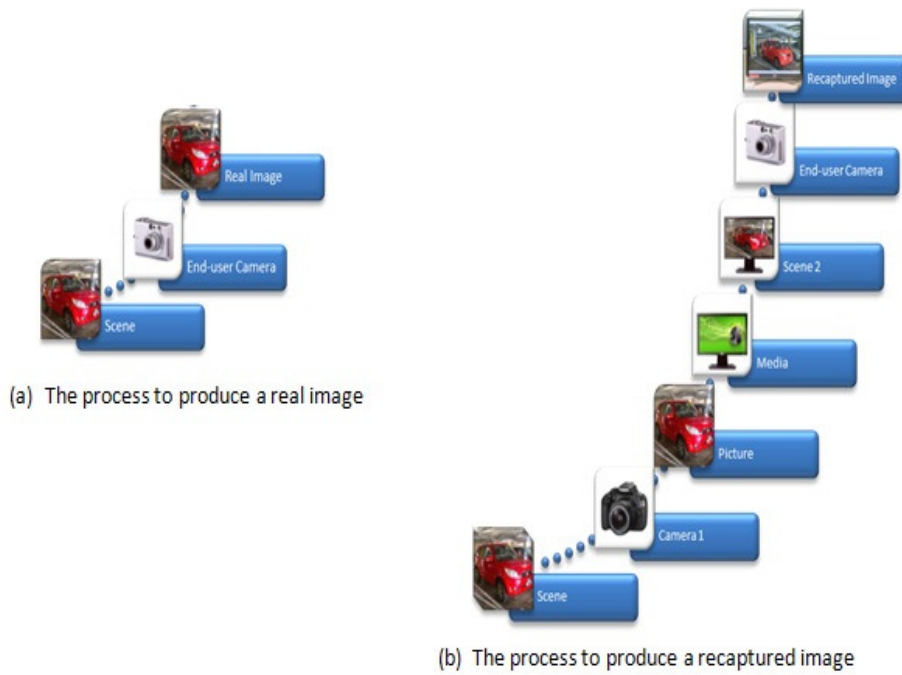 Real Image
End-user Camera
Scene
(a) The process to produce a real image
Recaptured Image
End-user Camera
Scene 2
Media
Picture
Camera 1
Scene
(b) The process to produce a recaptured image